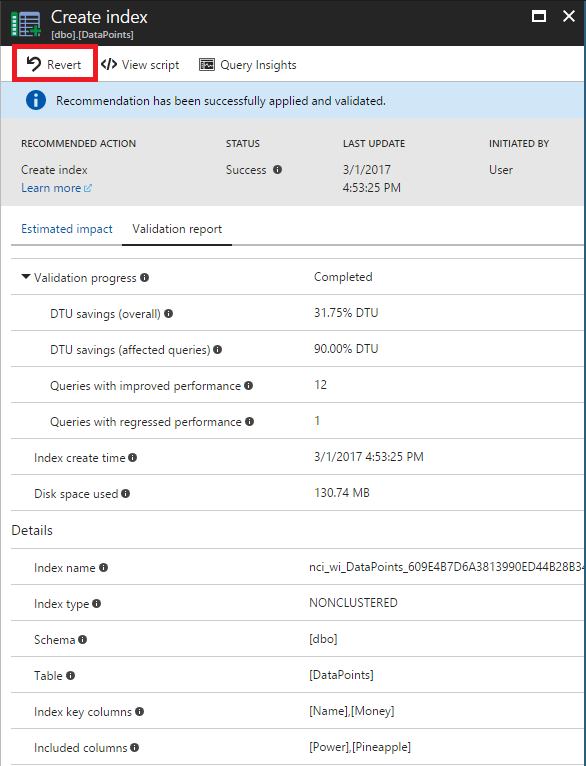 Create index
[dbo].[DataPoints]
Revert </> View script Query Insights
Recommendation has been successfully applied and validated.
RECOMMENDED ACTION STATUS LAST UPDATE INITIATED BY
Create index Success 3/1/2017 User
Learn more 4:53:25 PM
Estimated impact Validation report
Validation progress Completed
DTU savings (overall) 31.75% DTU
DTU savings (affected queries) 90.00% DTU
Queries with improved performance 12
Queries with regressed performance 1
Index create time 3/1/2017 4:53:25 PM
Disk space used 130.74 MB
Details
Index name nci_wi_DataPoints_609E4B7D6A3813990ED44B28B34
Index type NONCLUSTERED
Schema [dbo]
Table [DataPoints]
Index key columns [Name],[Money]
Included columns [Power],[Pineapple]